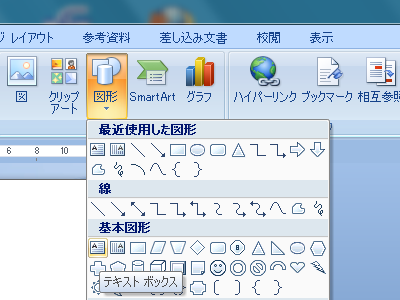 ジ レイアウト 参考資料 差し込み文書 校閲 表示
図 クリップ アート 図形 SmartArt グラフ ハイパーリンク ブックマーク 相互参照
最近使用した図形
6 8 10
線
基本図形
テキスト ボックス